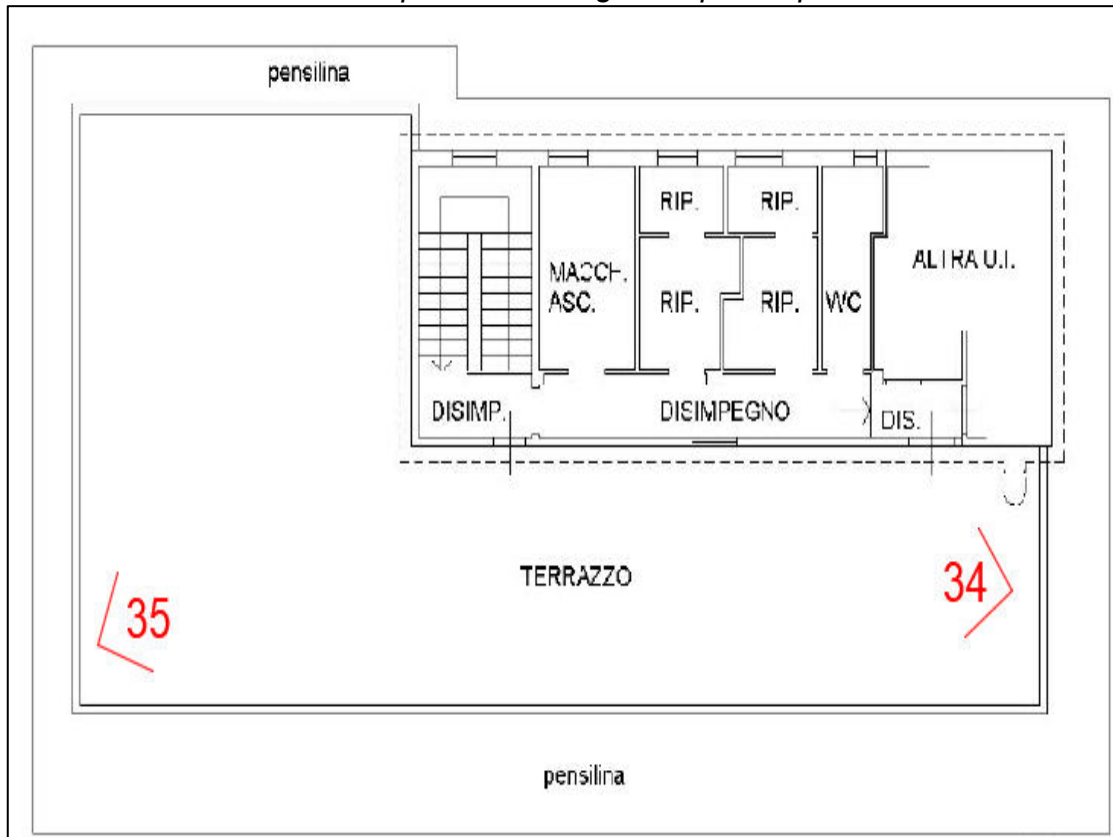 pensilina
RIP. RIP.
MACCH.
ASC.
RIP. RIP. WC
ALTRA U.I.
DISIMP. DISIMPEGNO DIS.
TERRAZZO
34
35
pensilina